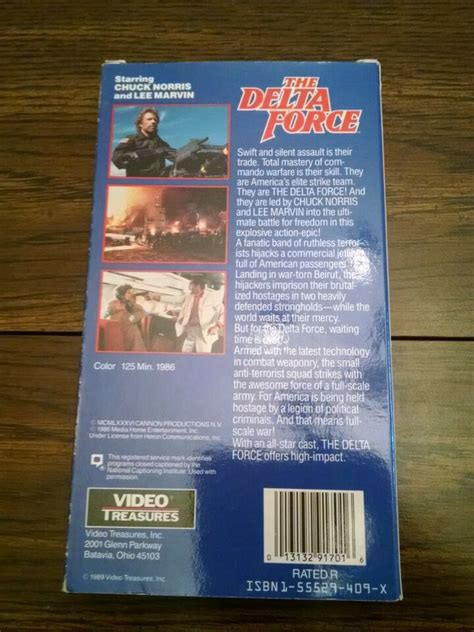 Starring
CHUCK NORRIS
and LEE MARVIN
THE
DELTA
FORCE
Swift and silent assault is their
trade. Total mastery of com-
mando warfare is their skill. They
are America's elite strike team.
They are THE DELTA FORCE! And
they are led by CHUCK NORRIS
and LEE MARVIN into the ulti-
mate battle for freedom in this
explosive action-epic!
A fanatic band of ruthless terror-
ists hijacks a commercial jetliner
full of American passengers.
Landing in war-torn Beirut, the
hijackers imprison their brutal-
ized hostages in two heavily
defended strongholds—while the
world waits at their mercy.
But for the Delta Force, waiting
time is over!
Armed with the latest technology
in combat weaponry, the small
anti-terrorist squad strikes with
the awesome force of a full-scale
army. For America is being held
hostage by a legion of political
criminals. And that means full-
scale war!
With an all-star cast, THE DELTA
FORCE offers high-impact.
Color 125 Min. 1986
© MCMLXXXVI CANNON PRODUCTIONS N.V.
© 1986 Media Home Entertainment, Inc.
Under License from Heron Communications, Inc.
This registered service mark identifies
programs closed captioned by the
National Captioning Institute. Used with
permission.
VIDEO
TREASURES
Video Treasures, Inc.
2001 Glenn Parkway
Batavia, Ohio 45103
© 1989 Video Treasures, Inc.
0 13132 91701 6
RATED R
ISBN 1-55529-409-X